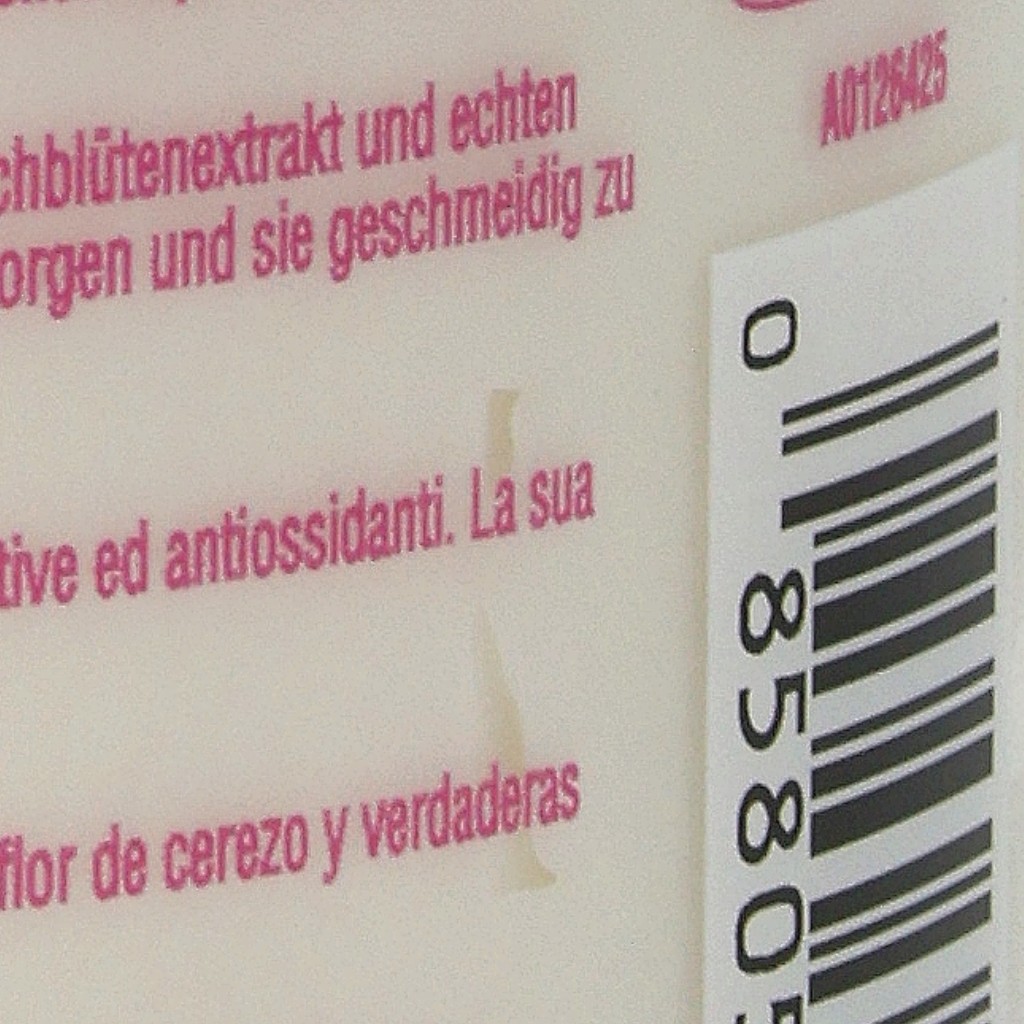 chblütenextrakt und echten
orgen und sie geschmeidig zu
tive ed antiossidanti. La sua
flor de cerezo y verdaderas
A0126425
0 8580